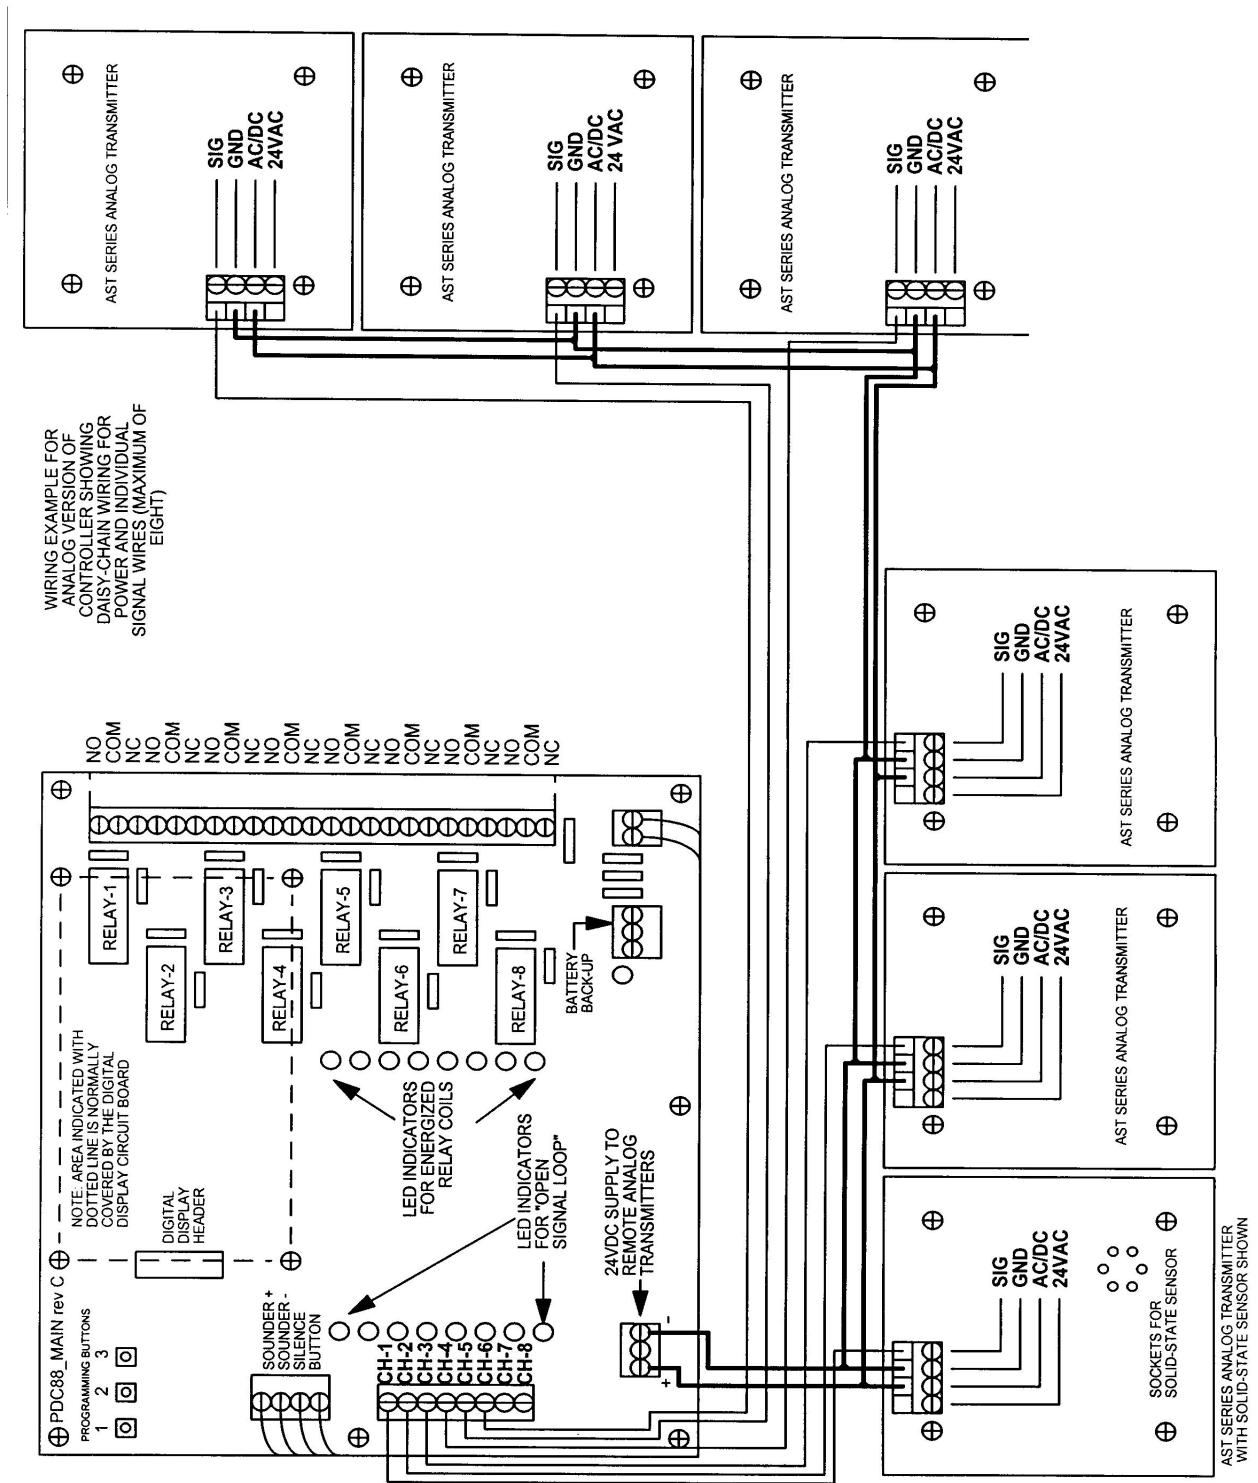 WIRING EXAMPLE FOR
ANALOG VERSION OF
CONTROLLER SHOWING
DAISY-CHAIN WIRING FOR
POWER AND INDIVIDUAL
SIGNAL WIRES (MAXIMUM OF
EIGHT)
PDC88_MAIN rev C
PROGRAMMING BUTTONS
1 2 3
NOTE: AREA INDICATED WITH
DOTTED LINE IS NORMALLY
COVERED BY THE DIGITAL
DISPLAY CIRCUIT BOARD
DIGITAL
DISPLAY
HEADER
SOUNDER +
SOUNDER -
SILENCE
BUTTON
RELAY-1
RELAY-2
RELAY-3
RELAY-4
RELAY-5
RELAY-6
RELAY-7
RELAY-8
NO
COM
NC
NO
COM
NC
NO
COM
NC
NO
COM
NC
NO
COM
NC
NO
COM
NC
NO
COM
NC
NO
COM
NC
LED INDICATORS
FOR ENERGIZED
RELAY COILS
LED INDICATORS
FOR "OPEN
SIGNAL LOOP"
BATTERY
BACK-UP
CH-1
CH-2
CH-3
CH-4
CH-5
CH-6
CH-7
CH-8
24VDC SUPPLY TO
REMOTE ANALOG
TRANSMITTERS
+ -
AST SERIES ANALOG TRANSMITTER
SIG
GND
AC/DC
24VAC
AST SERIES ANALOG TRANSMITTER
SIG
GND
AC/DC
24 VAC
AST SERIES ANALOG TRANSMITTER
SIG
GND
AC/DC
24VAC
SIG
GND
AC/DC
24VAC
SOCKETS FOR
SOLID-STATE SENSOR
AST SERIES ANALOG TRANSMITTER
WITH SOLID-STATE SENSOR SHOWN
SIG
GND
AC/DC
24VAC
AST SERIES ANALOG TRANSMITTER
SIG
GND
AC/DC
24VAC
AST SERIES ANALOG TRANSMITTER